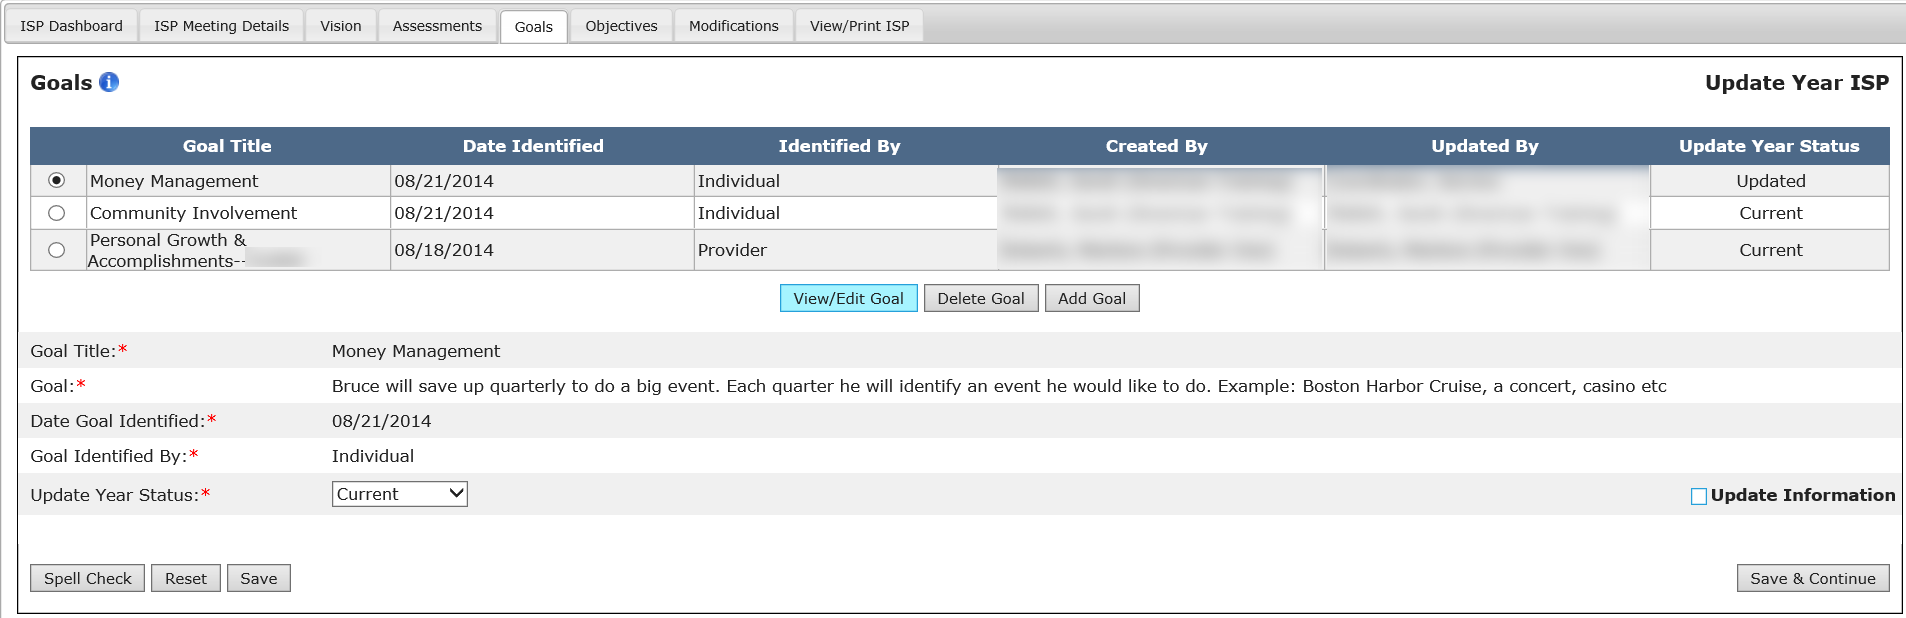 ISP Dashboard ISP Meeting Details Vision Assessments Goals Objectives Modifications View/Print ISP
Goals Update Year ISP
Goal Title Date Identified Identified By Created By Updated By Update Year Status
Money Management 08/21/2014 Individual Updated
Community Involvement 08/21/2014 Individual Current
Personal Growth &
Accomplishments-- 08/18/2014 Provider Current
View/Edit Goal Delete Goal Add Goal
Goal Title:* Money Management
Goal:* Bruce will save up quarterly to do a big event. Each quarter he will identify an event he would like to do. Example: Boston Harbor Cruise, a concert, casino etc
Date Goal Identified:* 08/21/2014
Goal Identified By:* Individual
Update Year Status:* Current Update Information
Spell Check Reset Save Save & Continue